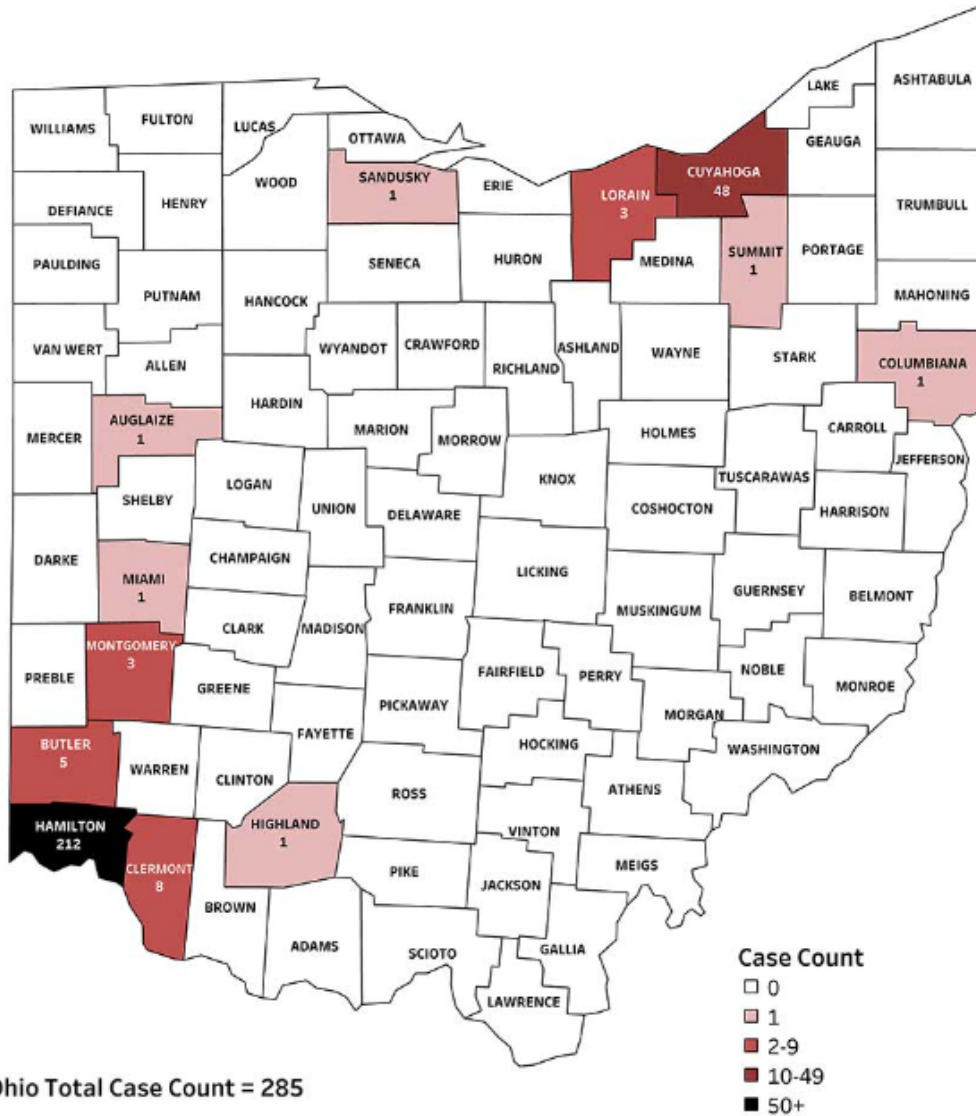 LAKE
ASHTABULA
WILLIAMS
FULTON
LUCAS
OTTAWA
GEAUGA
SANDUSKY
1
WOOD
ERIE
LORAIN
3
CUYAHOGA
48
DEFIANCE
HENRY
TRUMBULL
PAULDING
SENECA
HURON
MEDINA
SUMMIT
1
PORTAGE
PUTNAM
HANCOCK
MAHONING
VAN WERT
ALLEN
WYANDOT
CRAWFORD
RICHLAND
ASHLAND
WAYNE
STARK
COLUMBIANA
1
MERCER
AUGLAIZE
1
HARDIN
MARION
MORROW
HOLMES
CARROLL
JEFFERSON
SHELBY
LOGAN
UNION
DELAWARE
KNOX
COSHOCTON
TUSCARAWAS
HARRISON
DARKE
MIAMI
1
CHAMPAIGN
LICKING
GUERNSEY
BELMONT
CLARK
MADISON
FRANKLIN
MUSKINGUM
MONTGOMERY
3
PREBLE
GREENE
FAIRFIELD
PERRY
NOBLE
MONROE
PICKAWAY
MORGAN
FAYETTE
HOCKING
WASHINGTON
BUTLER
5
WARREN
CLINTON
ROSS
ATHENS
HAMILTON
212
HIGHLAND
1
VINTON
MEIGS
CLERMONT
8
BROWN
PIKE
JACKSON
ADAMS
SCIOTO
GALLIA
LAWRENCE
Case Count
0
1
2-9
10-49
50+
hio Total Case Count = 285